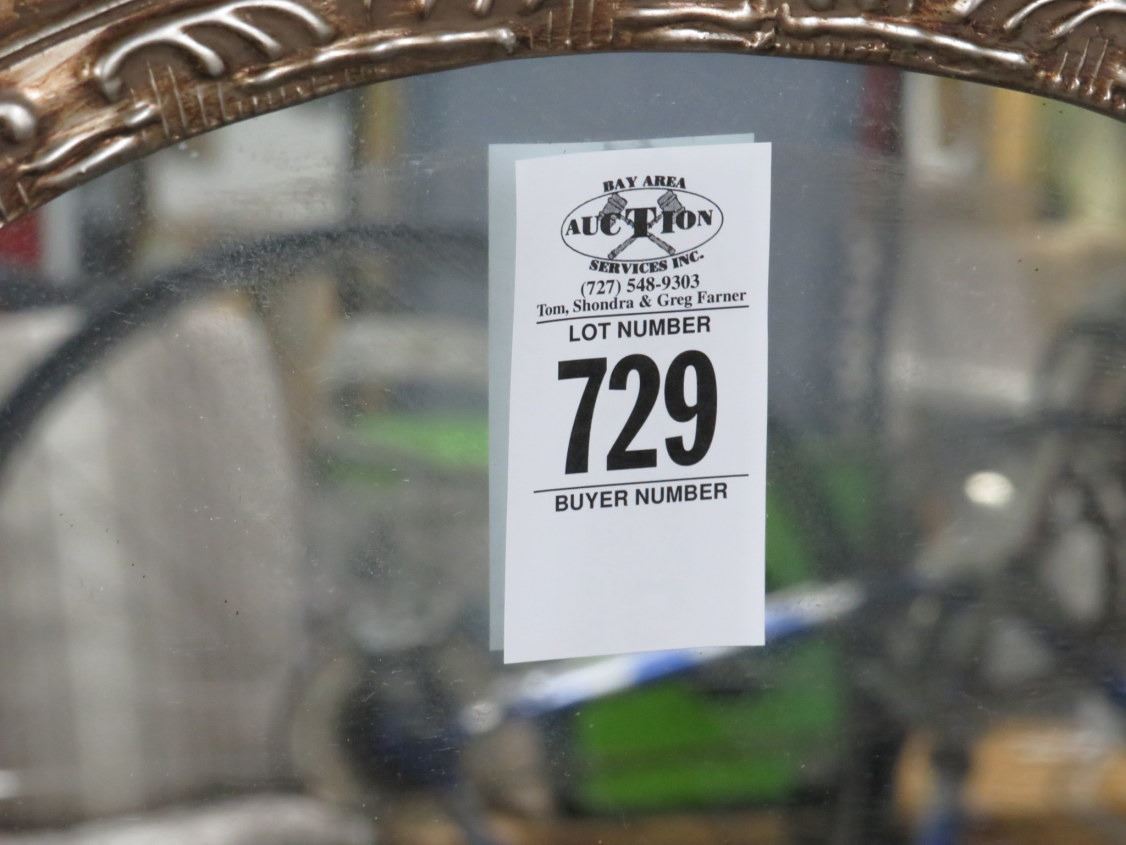 BAY AREA
AUCTION
SERVICES INC.
(727) 548-9303
Tom, Shondra & Greg Farner
LOT NUMBER
729
BUYER NUMBER